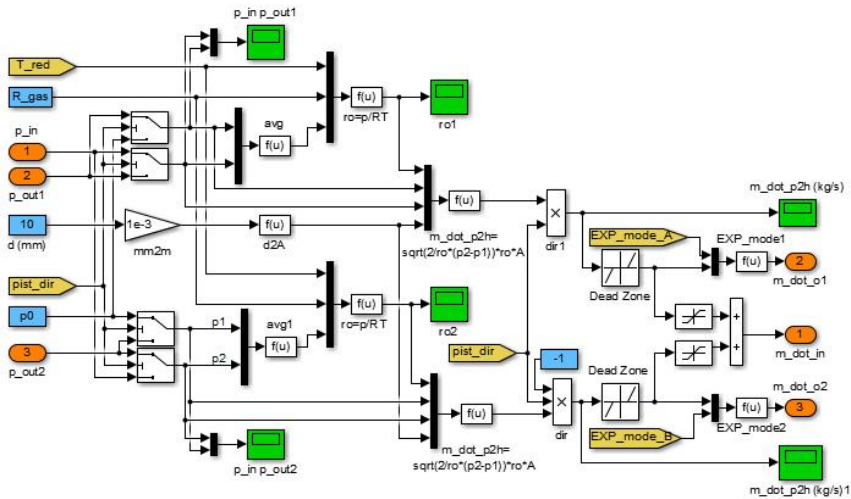 p_in p_out1
T_red
R_gas
f(u)
ro=p/RT
ro1
p_in
avg
f(u)
1
2
p_out1
m_dot_p2h (kg/s)
f(u)
10
d (mm)
1e-3
mm2m
f(u)
d2A
m_dot_p2h=
sqrt(2/ro*(p2-p1))*ro*A
×
dir1
EXP_mode_A
EXP_mode1
f(u)
2
m_dot_o1
Dead Zone
pist_dir
p0
p1
p2
avg1
f(u)
f(u)
ro=p/RT
ro2
pist_dir
-1
+
+
1
m_dot_in
3
p_out2
Dead Zone
m_dot_o2
f(u)
×
dir
f(u)
3
EXP_mode2
EXP_mode_B
m_dot_p2h=
sqrt(2/ro*(p2-p1))*ro*A
p_in p_out2
m_dot_p2h (kg/s)1